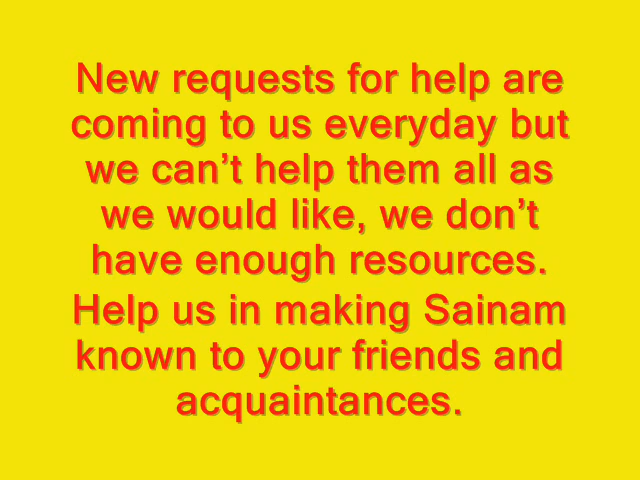 New requests for help are
coming to us everyday but
we can’t help them all as
we would like, we don’t
have enough resources.
Help us in making Sainam
known to your friends and
acquaintances.